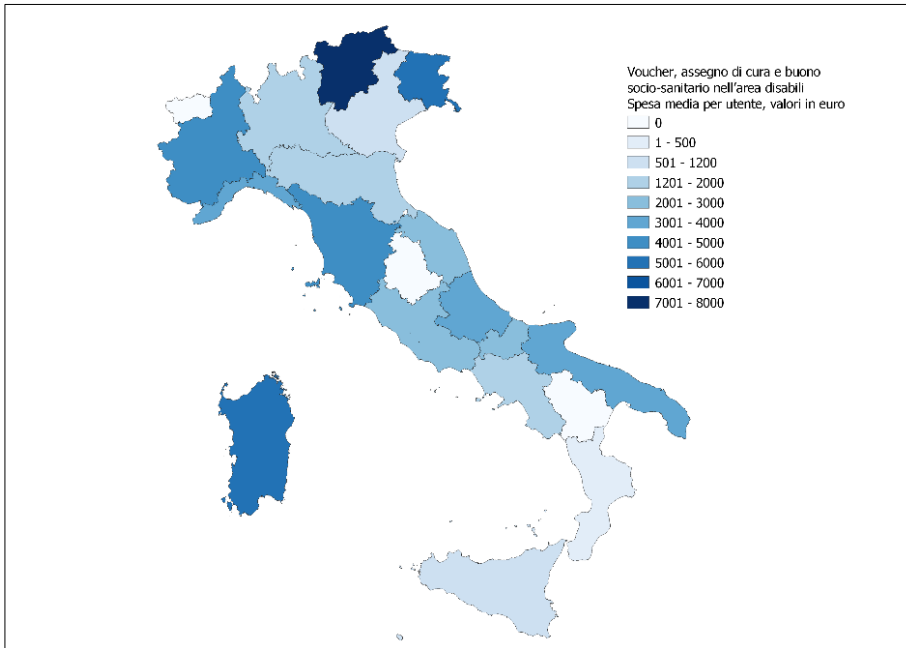 Voucher, assegno di cura e buono
socio-sanitario nell'area disabili
Spesa media per utente, valori in euro
0
1 - 500
501 - 1200
1201 - 2000
2001 - 3000
3001 - 4000
4001 - 5000
5001 - 6000
6001 - 7000
7001 - 8000